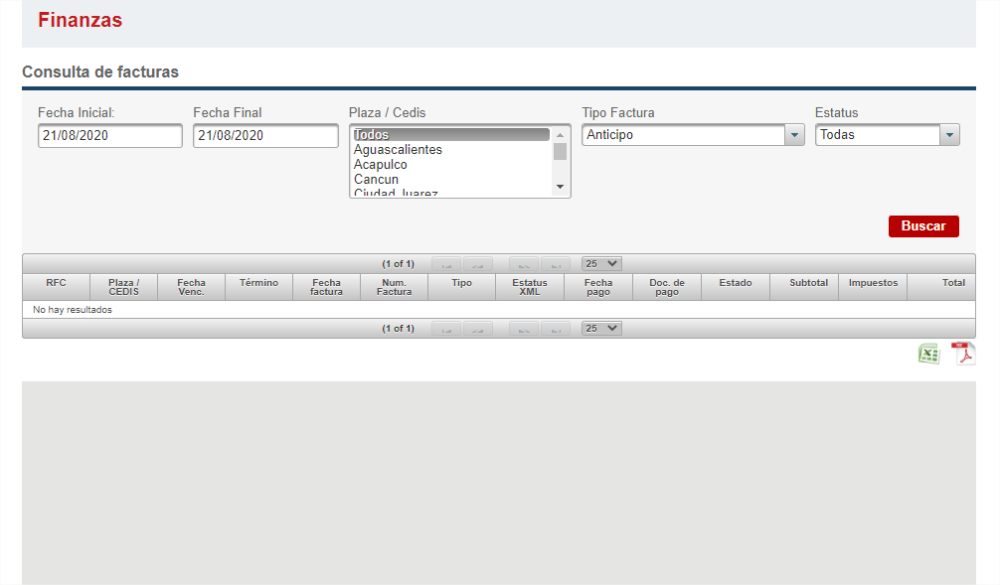 Finanzas
Consulta de facturas
Fecha Inicial:
Fecha Final
Plaza / Cedis
Tipo Factura
Estatus
21/08/2020
21/08/2020
Todos
Aguascalientes
Acapulco
Cancun
Ciudad Juarez
Anticipo
Todas
Buscar
(1 of 1)
25
RFC
Plaza /
CEDIS
Fecha
Venc.
Término
Fecha
factura
Num.
Factura
Tipo
Estatus
XML
Fecha
pago
Doc. de
pago
Estado
Subtotal
Impuestos
Total
No hay resultados
(1 of 1)
25